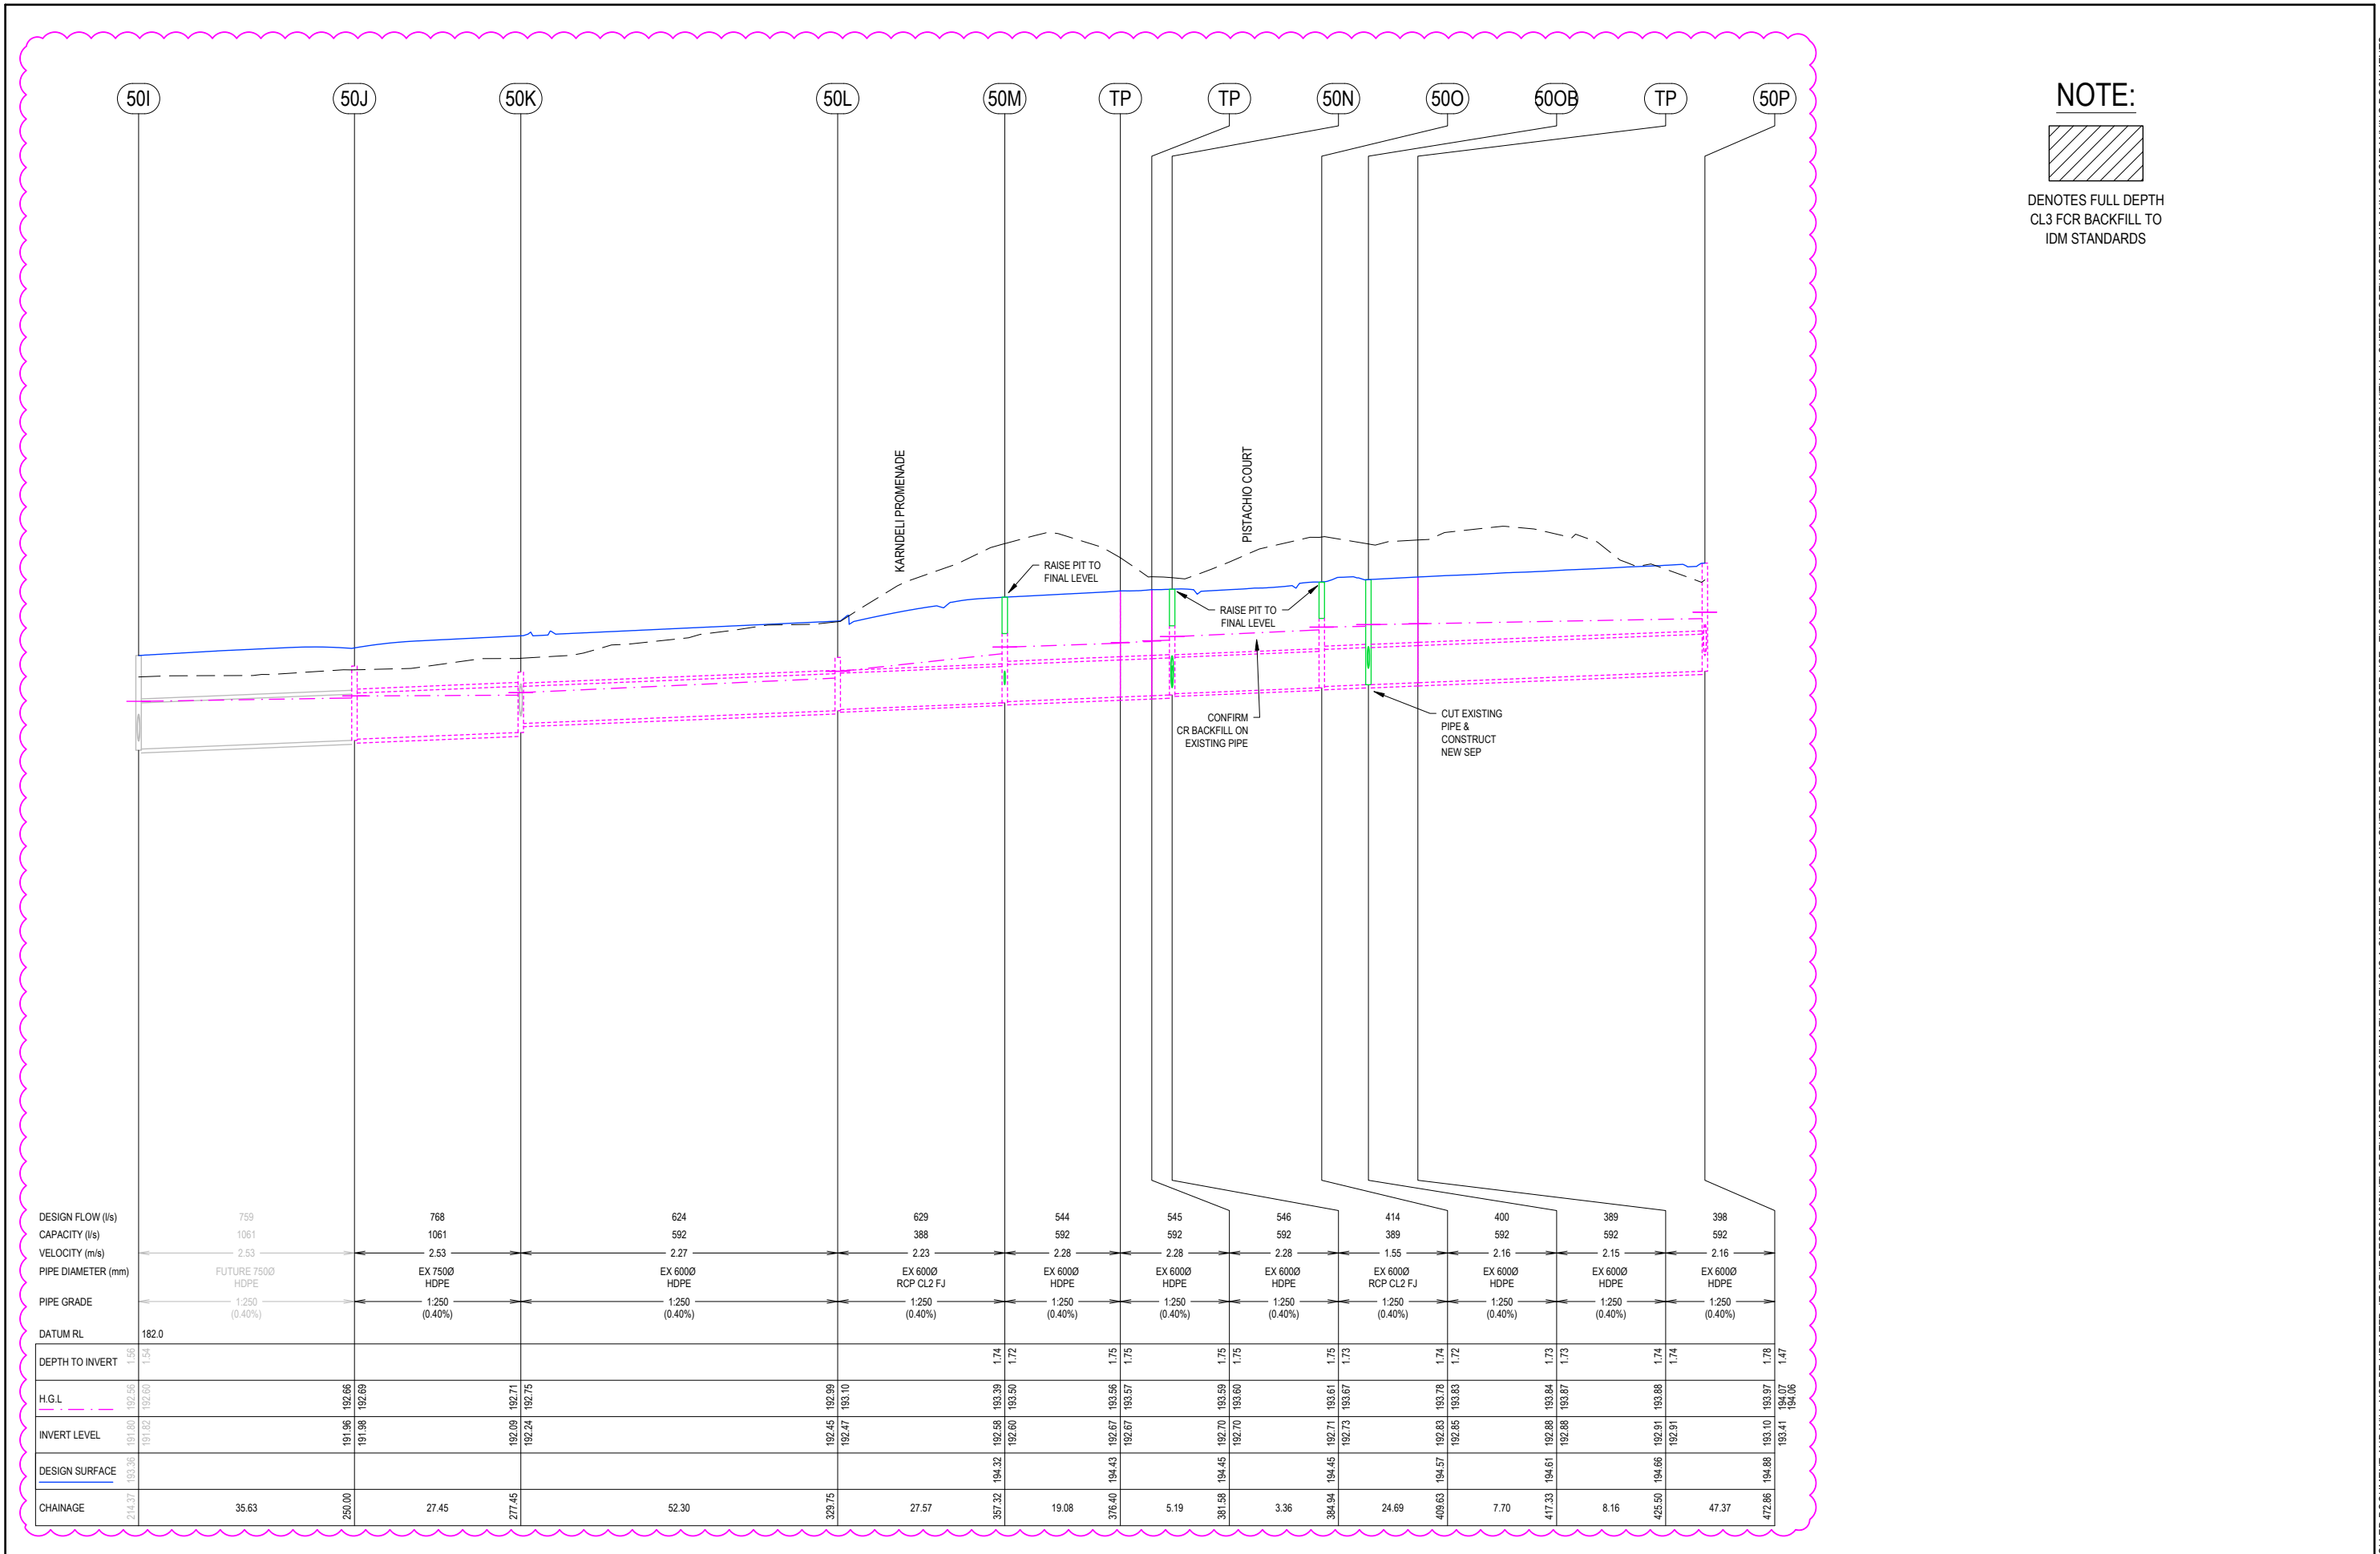 50I 50J 50K 50L 50M TP TP 50N 50O 50OB TP 50P
NOTE:
DENOTES FULL DEPTH
CL3 FCR BACKFILL TO
IDM STANDARDS
KARNDELI PROMENADE
PISTACHIO COURT
RAISE PIT TO
FINAL LEVEL
RAISE PIT TO
FINAL LEVEL
CONFIRM
CR BACKFILL ON
EXISTING PIPE
CUT EXISTING
PIPE &
CONSTRUCT
NEW SEP
DESIGN FLOW (l/s) 759 768 624 629 544 545 546 414 400 389 398
CAPACITY (l/s) 1061 1061 592 388 592 592 592 389 592 592 592
VELOCITY (m/s) 2.53 2.53 2.27 2.23 2.28 2.28 2.28 1.55 2.16 2.15 2.16
PIPE DIAMETER (mm) FUTURE 750Ø EX 750Ø EX 600Ø EX 600Ø EX 600Ø EX 600Ø EX 600Ø EX 600Ø EX 600Ø EX 600Ø EX 600Ø
HDPE HDPE HDPE RCP CL2 FJ HDPE HDPE HDPE RCP CL2 FJ HDPE HDPE HDPE
PIPE GRADE 1:250 1:250 1:250 1:250 1:250 1:250 1:250 1:250 1:250 1:250 1:250
(0.40%) (0.40%) (0.40%) (0.40%) (0.40%) (0.40%) (0.40%) (0.40%) (0.40%) (0.40%) (0.40%)
DATUM RL 182.0
DEPTH TO INVERT 1.56 1.54 1.74 1.72 1.75 1.75 1.75 1.75 1.75 1.73 1.74 1.72 1.73 1.73 1.74 1.74 1.78 1.47
H.G.L 192.56 192.60 192.66 192.69 192.71 192.75 192.99 193.10 193.39 193.50 193.56 193.57 193.59 193.60 193.61 193.67 193.78 193.83 193.84 193.87 193.88 193.97 194.07 194.06
INVERT LEVEL 191.80 191.82 191.96 191.98 192.09 192.24 192.45 192.47 192.58 192.60 192.67 192.67 192.70 192.70 192.71 192.73 192.83 192.85 192.88 192.88 192.91 192.91 193.10 193.41
DESIGN SURFACE 193.36 194.32 194.43 194.45 194.45 194.57 194.61 194.66 194.88
CHAINAGE 214.37 35.63 250.00 27.45 277.45 52.30 329.75 27.57 357.32 19.08 376.40 5.19 381.58 3.36 384.94 24.69 409.63 7.70 417.33 8.16 425.50 47.37 472.86